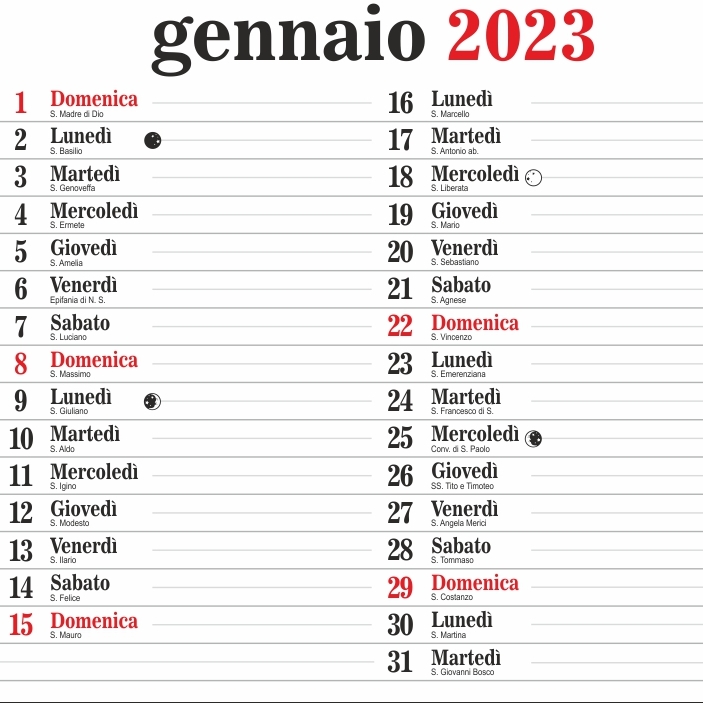 gennaio 2023
1 Domenica
S. Madre di Dio
2 Lunedì
S. Basilio
3 Martedì
S. Genoveffa
4 Mercoledì
S. Ermete
5 Giovedì
S. Amelia
6 Venerdì
Epifania di N. S.
7 Sabato
S. Luciano
8 Domenica
S. Massimo
9 Lunedì
S. Giuliano
10 Martedì
S. Aldo
11 Mercoledì
S. Igino
12 Giovedì
S. Modesto
13 Venerdì
S. Ilario
14 Sabato
S. Felice
15 Domenica
S. Mauro
16 Lunedì
S. Marcello
17 Martedì
S. Antonio ab.
18 Mercoledì
S. Liberata
19 Giovedì
S. Mario
20 Venerdì
S. Sebastiano
21 Sabato
S. Agnese
22 Domenica
S. Vincenzo
23 Lunedì
S. Emerenziana
24 Martedì
S. Francesco di S.
25 Mercoledì
Conv. di S. Paolo
26 Giovedì
SS. Tito e Timoteo
27 Venerdì
S. Angela Merici
28 Sabato
S. Tommaso
29 Domenica
S. Costanzo
30 Lunedì
S. Martina
31 Martedì
S. Giovanni Bosco